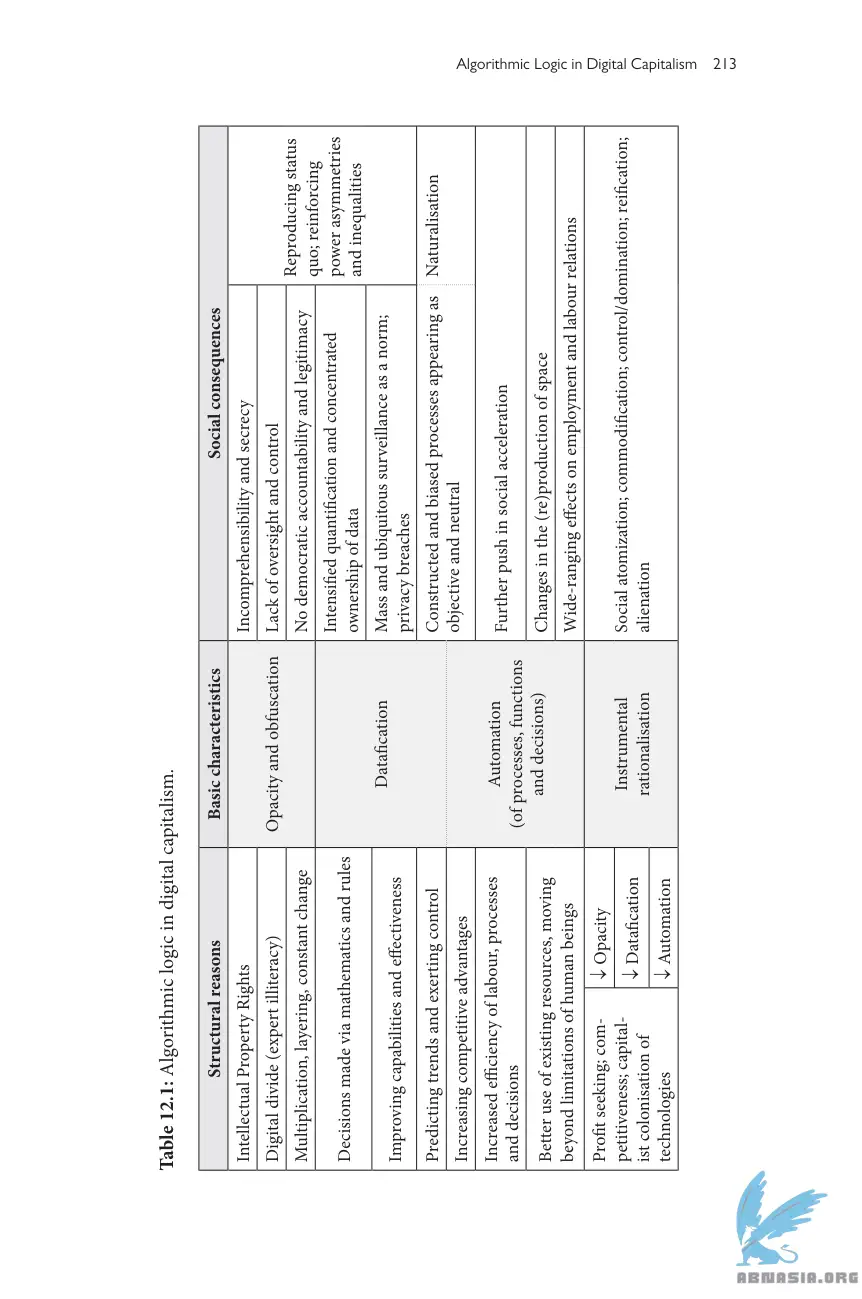 Algorithmic Logic in Digital Capitalism 213
Table 12.1: Algorithmic logic in digital capitalism.
Structural reasons
Basic characteristics
Social consequences
Intellectual Property Rights
Opacity and obfuscation
Incomprehensibility and secrecy
Reproducing status
quo; reinforcing
power asymmetries
and inequalities
Digital divide (expert illiteracy)
Lack of oversight and control
Multiplication, layering, constant change
No democratic accountability and legitimacy
Decisions made via mathematics and rules
Datafication
Intensified quantification and concentrated
ownership of data
Improving capabilities and effectiveness
Mass and ubiquitous surveillance as a norm;
privacy breaches
Predicting trends and exerting control
Constructed and biased processes appearing as
objective and neutral
Naturalisation
Increasing competitive advantages
Automation
(of processes, functions
and decisions)
Increased efficiency of labour, processes
and decisions
Further push in social acceleration
Better use of existing resources, moving
beyond limitations of human beings
Changes in the (re)production of space
Wide-ranging effects on employment and labour relations
Profit seeking; com-
petitiveness; capital-
ist colonisation of
technologies
↓ Opacity
↓ Datafication
↓ Automation
Instrumental
rationalisation
Social atomization; commodification; control/domination; reification;
alienation
ABNASIA.ORG